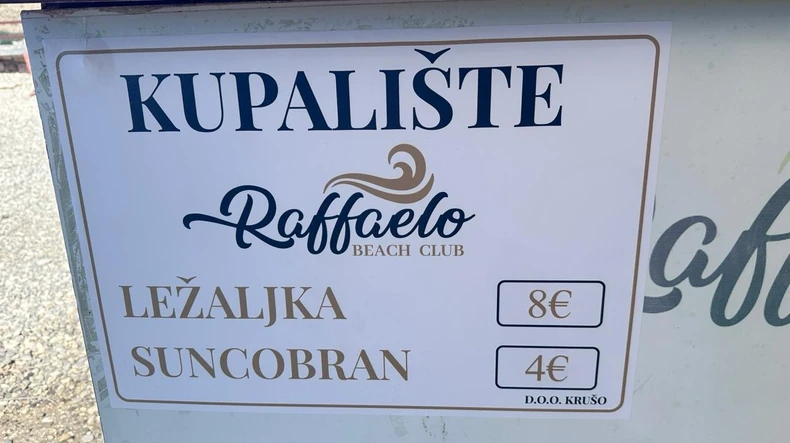 KUPALIŠTE
Raffaelo
BEACH CLUB
LEŽALJKA 8€
SUNCOBRAN 4€
D.O.O. KRUŠO